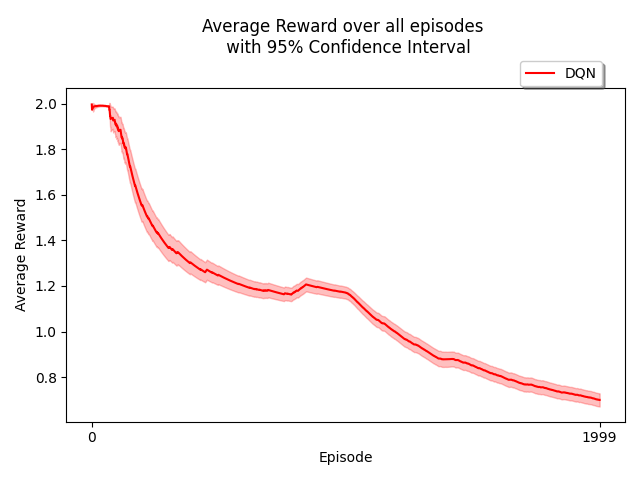 Average Reward over all episodes
with 95% Confidence Interval
DQN
2.0
1.8
1.6
1.4
1.2
1.0
0.8
Average Reward
0
1999
Episode